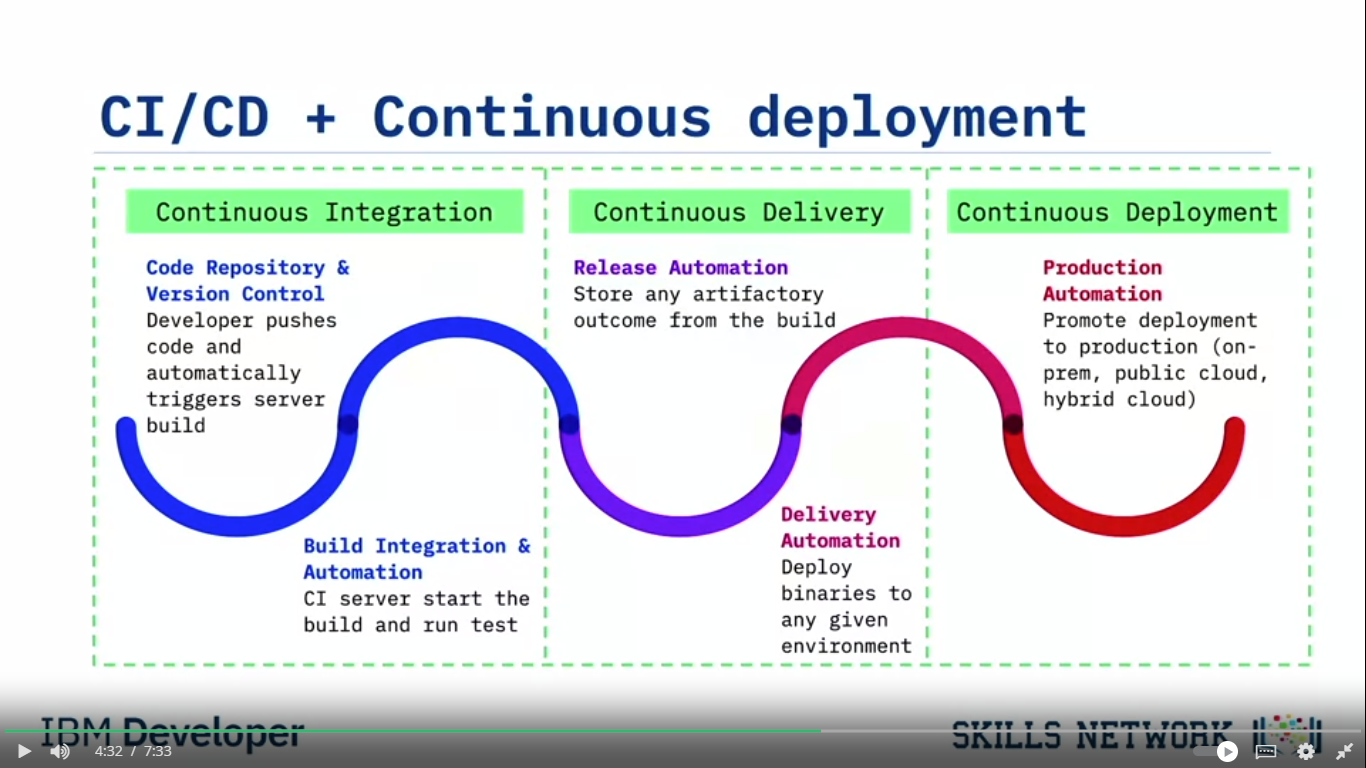 CI/CD + Continuous deployment
Continuous Integration
Code Repository &
Version Control
Developer pushes
code and
automatically
triggers server
build
Build Integration &
Automation
CI server start the
build and run test
Continuous Delivery
Release Automation
Store any artifactory
outcome from the build
Delivery
Automation
Deploy
binaries to
any given
environment
Continuous Deployment
Production
Automation
Promote deployment
to production (on-
prem, public cloud,
hybrid cloud)
IBM Developer
SKILLS NETWORK
4:32 / 7:33